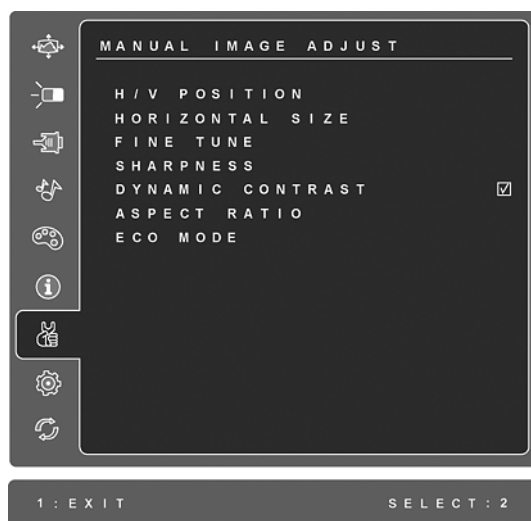 MANUAL IMAGE ADJUST
H/V POSITION
HORIZONTAL SIZE
FINE TUNE
SHARPNESS
DYNAMIC CONTRAST
ASPECT RATIO
ECO MODE
1:EXIT SELECT:2